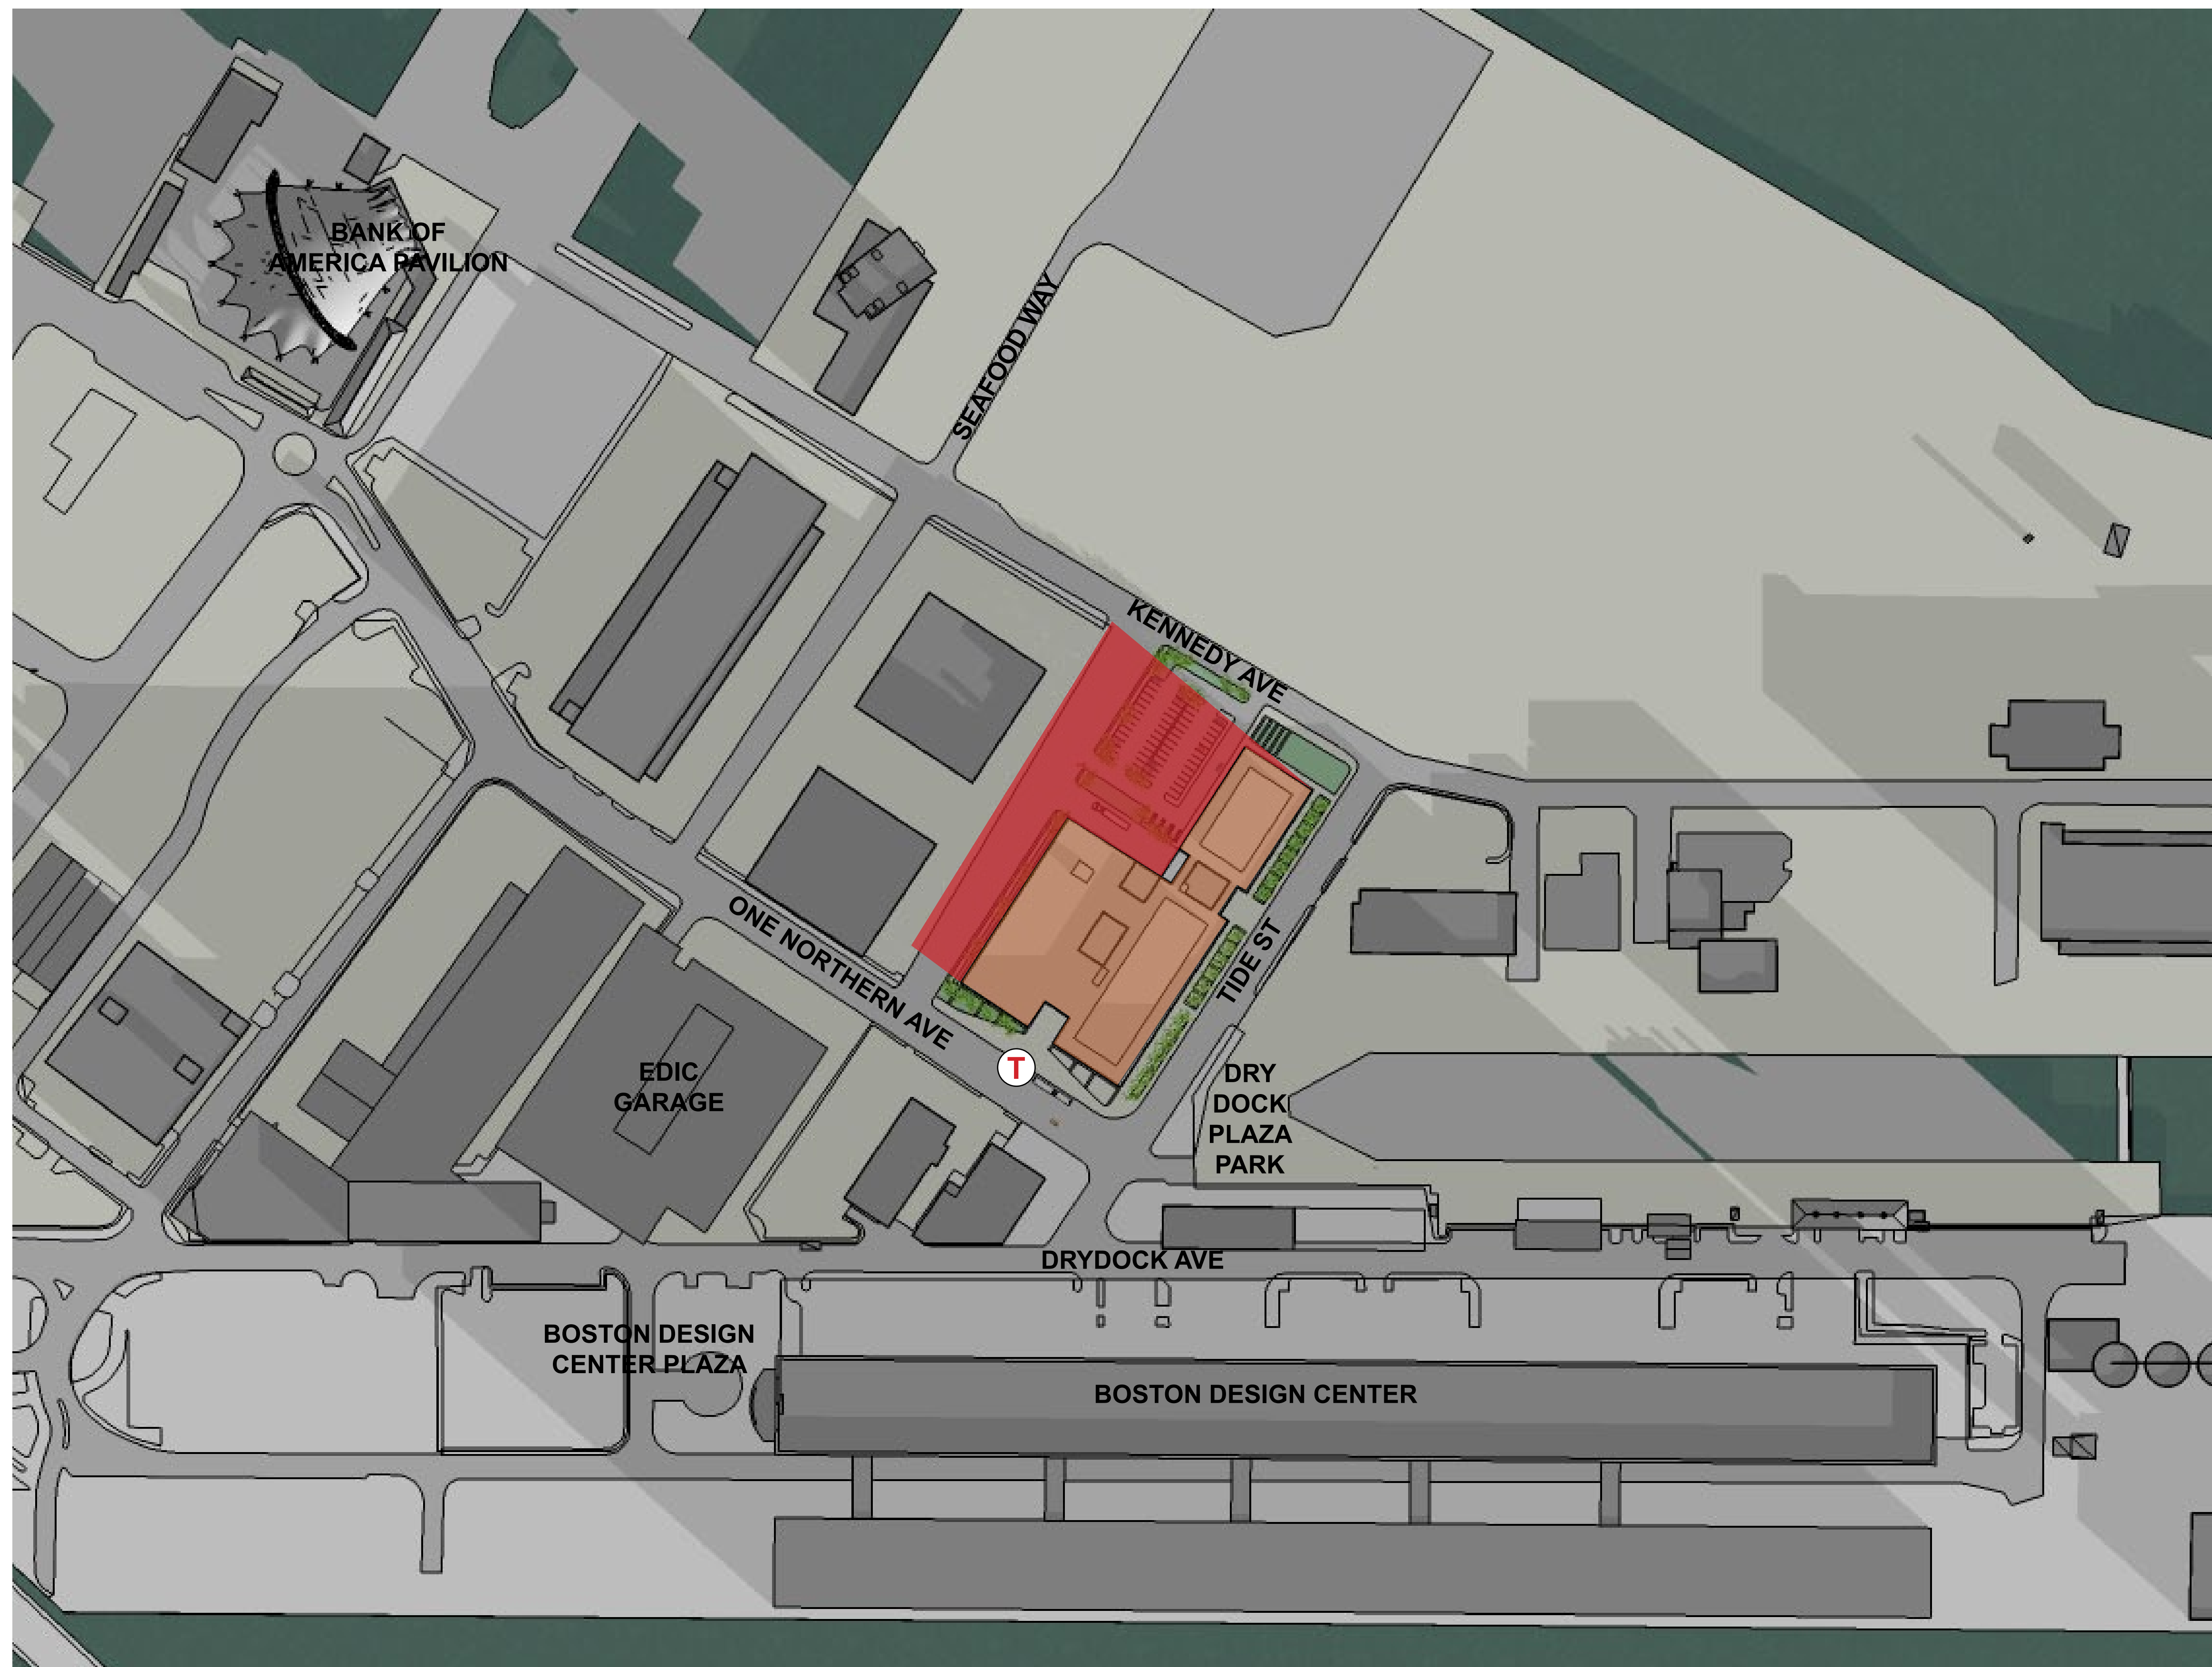 BANK OF
AMERICA PAVILION
SEAFOOD WAY
KENNEDY AVE
ONE NORTHERN AVE
TIDE ST
T
EDIC
GARAGE
DRY
DOCK
PLAZA
PARK
DRYDOCK AVE
BOSTON DESIGN
CENTER PLAZA
BOSTON DESIGN CENTER